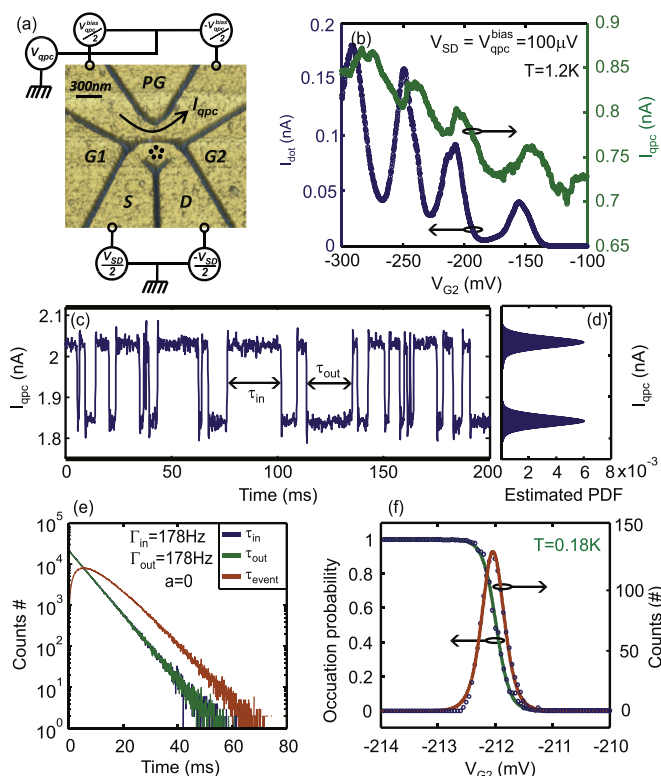 (a)
V_qpc^bias/2
-V_qpc^bias/2
V_qpc
300nm
PG
I_qpc
G1
G2
S
D
V_SD/2
-V_SD/2
(b)
V_SD = V_qpc^bias = 100μV
T=1.2K
0.2
0.15
0.1
0.05
0
I_dot (nA)
0.9
0.85
0.8
0.75
0.7
0.65
I_qpc (nA)
-300
-250
-200
-150
-100
V_G2 (mV)
(c)
2.1
2
1.9
1.8
I_qpc (nA)
τ_in
τ_out
0
50
100
150
200
Time (ms)
(d)
I_qpc (nA)
0 2 4 6 8
x10^-3
Estimated PDF
(e)
10^5
10^4
10^3
10^2
10^1
10^0
Counts #
Γ_in=178Hz
Γ_out=178Hz
a=0
τ_in
τ_out
τ_event
0
20
40
60
80
Time (ms)
(f)
T=0.18K
1
0.8
0.6
0.4
0.2
0
Occuation probability
150
100
50
0
Counts (#)
-214
-213
-212
-211
-210
V_G2 (mV)